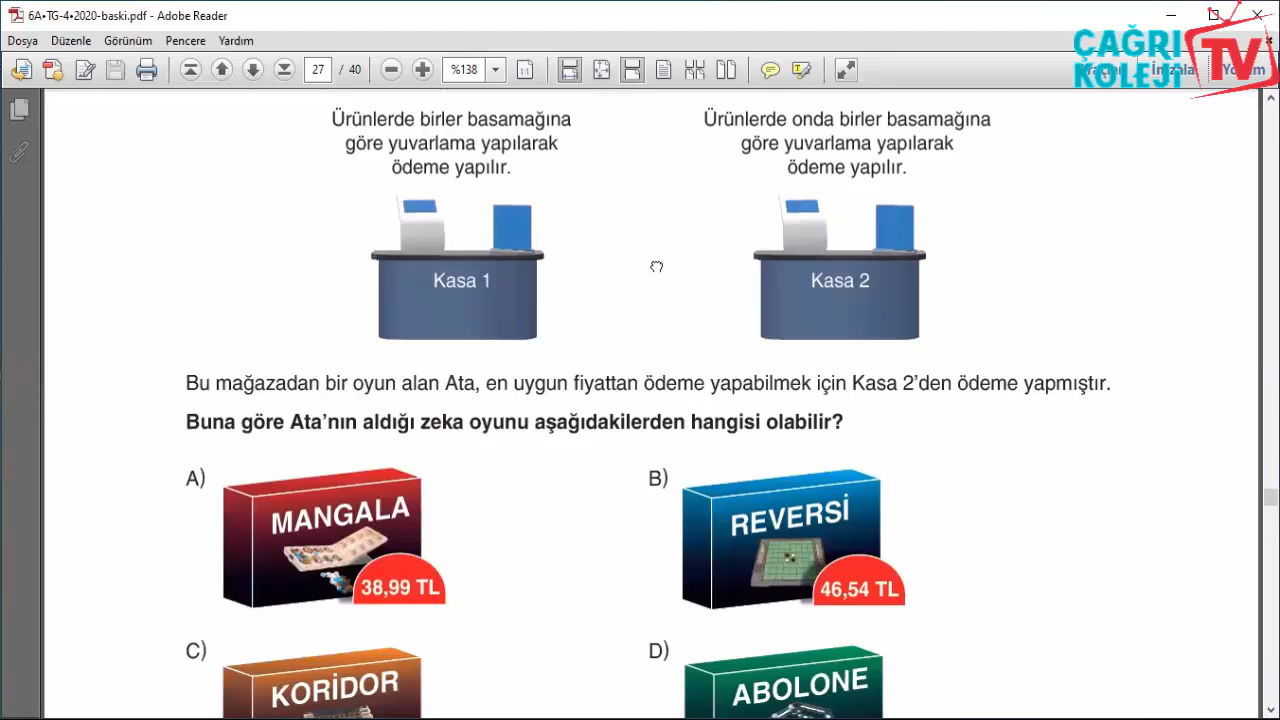 6A•TG-4•2020-baski.pdf - Adobe Reader
Dosya Düzenle Görünüm Pencere Yardım
27 / 40 %138
ÇAĞRI
KOLEJİ
TV
İmzala Yorum
Ürünlerde birler basamağına
göre yuvarlama yapılarak
ödeme yapılır.
Ürünlerde onda birler basamağına
göre yuvarlama yapılarak
ödeme yapılır.
Kasa 1
Kasa 2
Bu mağazadan bir oyun alan Ata, en uygun fiyattan ödeme yapabilmek için Kasa 2’den ödeme yapmıştır.
Buna göre Ata’nın aldığı zeka oyunu aşağıdakilerden hangisi olabilir?
A)
MANGALA
38,99 TL
B)
REVERSİ
46,54 TL
C)
KORİDOR
D)
ABOLONE